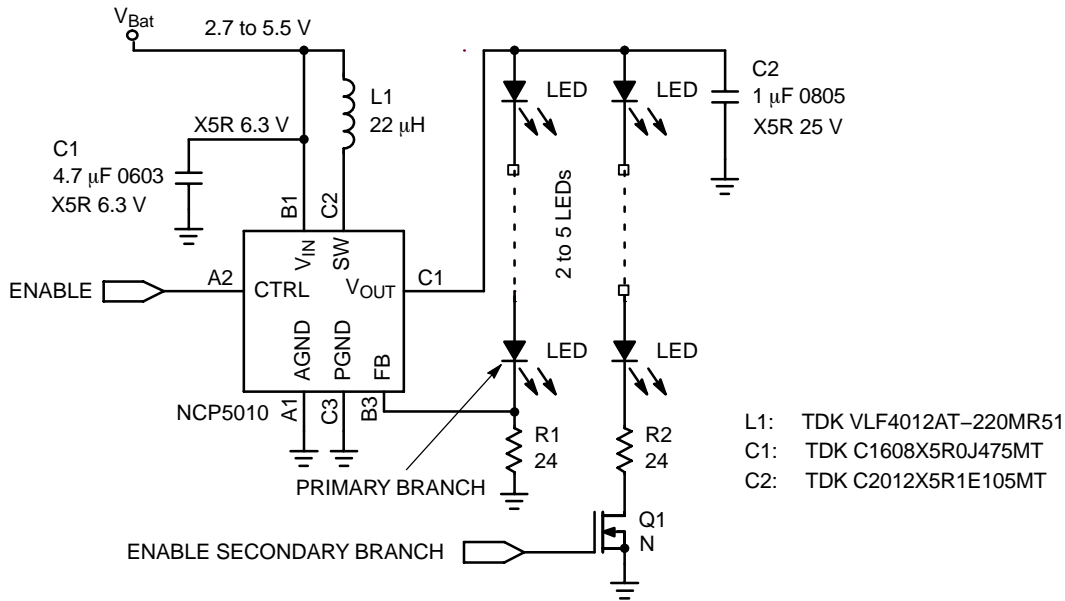 VBat
2.7 to 5.5 V
C1
4.7 μF 0603
X5R 6.3 V
X5R 6.3 V
L1
22 μH
LED
LED
C2
1 μF 0805
X5R 25 V
2 to 5 LEDs
B1
C2
VIN
SW
ENABLE
A2
CTRL
VOUT
C1
AGND
PGND
FB
LED
LED
NCP5010
A1
C3
B3
R1
24
R2
24
PRIMARY BRANCH
L1: TDK VLF4012AT–220MR51
C1: TDK C1608X5R0J475MT
C2: TDK C2012X5R1E105MT
Q1
N
ENABLE SECONDARY BRANCH